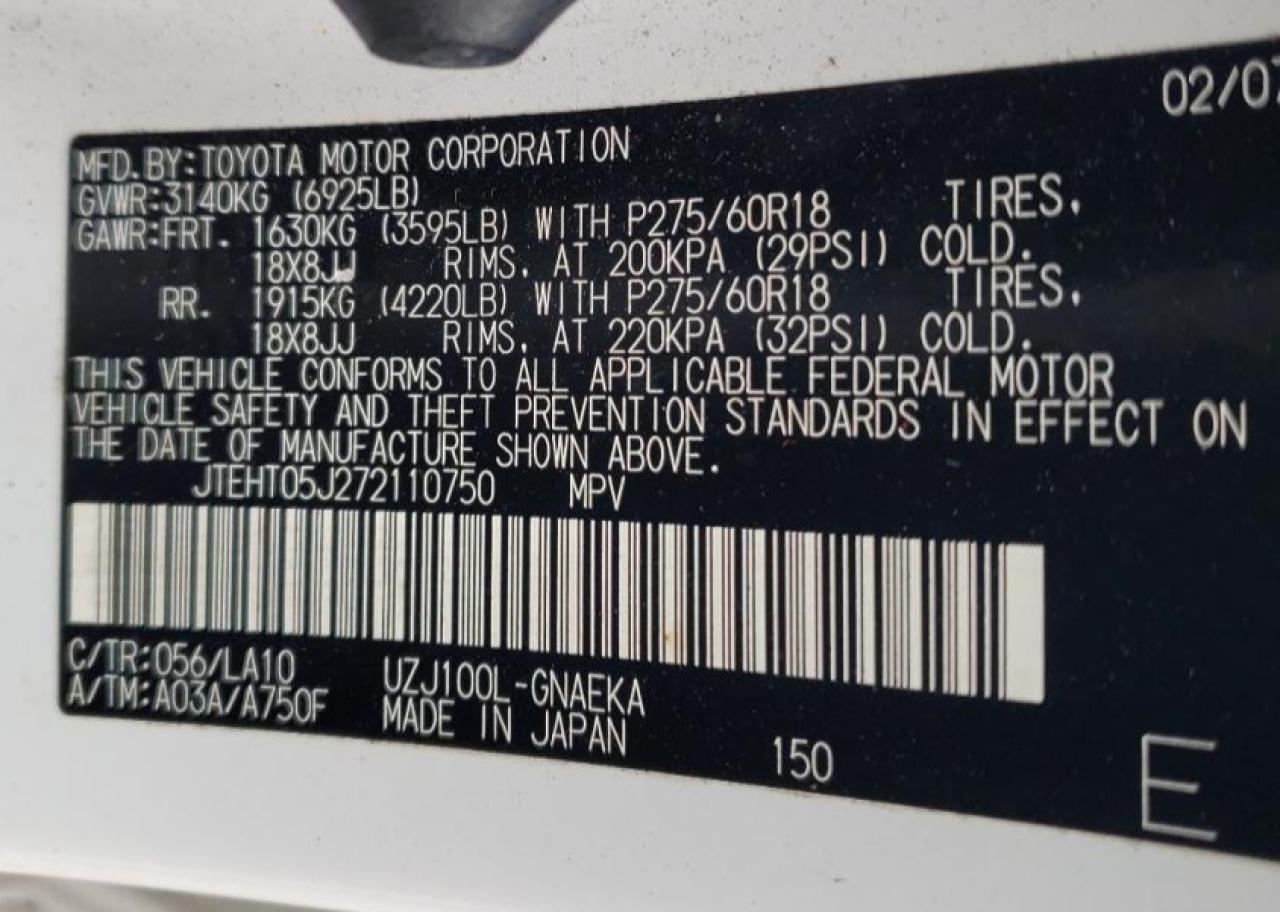 02/07
MFD.BY:TOYOTA MOTOR CORPORATION
GVWR:3140KG (6925LB)
GAWR:FRT. 1630KG (3595LB) WITH P275/60R18 TIRES.
18X8JJ RIMS. AT 200KPA (29PSI) COLD.
RR. 1915KG (4220LB) WITH P275/60R18 TIRES.
18X8JJ RIMS. AT 220KPA (32PSI) COLD.
THIS VEHICLE CONFORMS TO ALL APPLICABLE FEDERAL MOTOR
VEHICLE SAFETY AND THEFT PREVENTION STANDARDS IN EFFECT ON
THE DATE OF MANUFACTURE SHOWN ABOVE.
JTEHT05J272110750 MPV
C/TR:056/LA10 UZJ100L-GNAEKA
A/TM:A03A/A750F MADE IN JAPAN
150
E